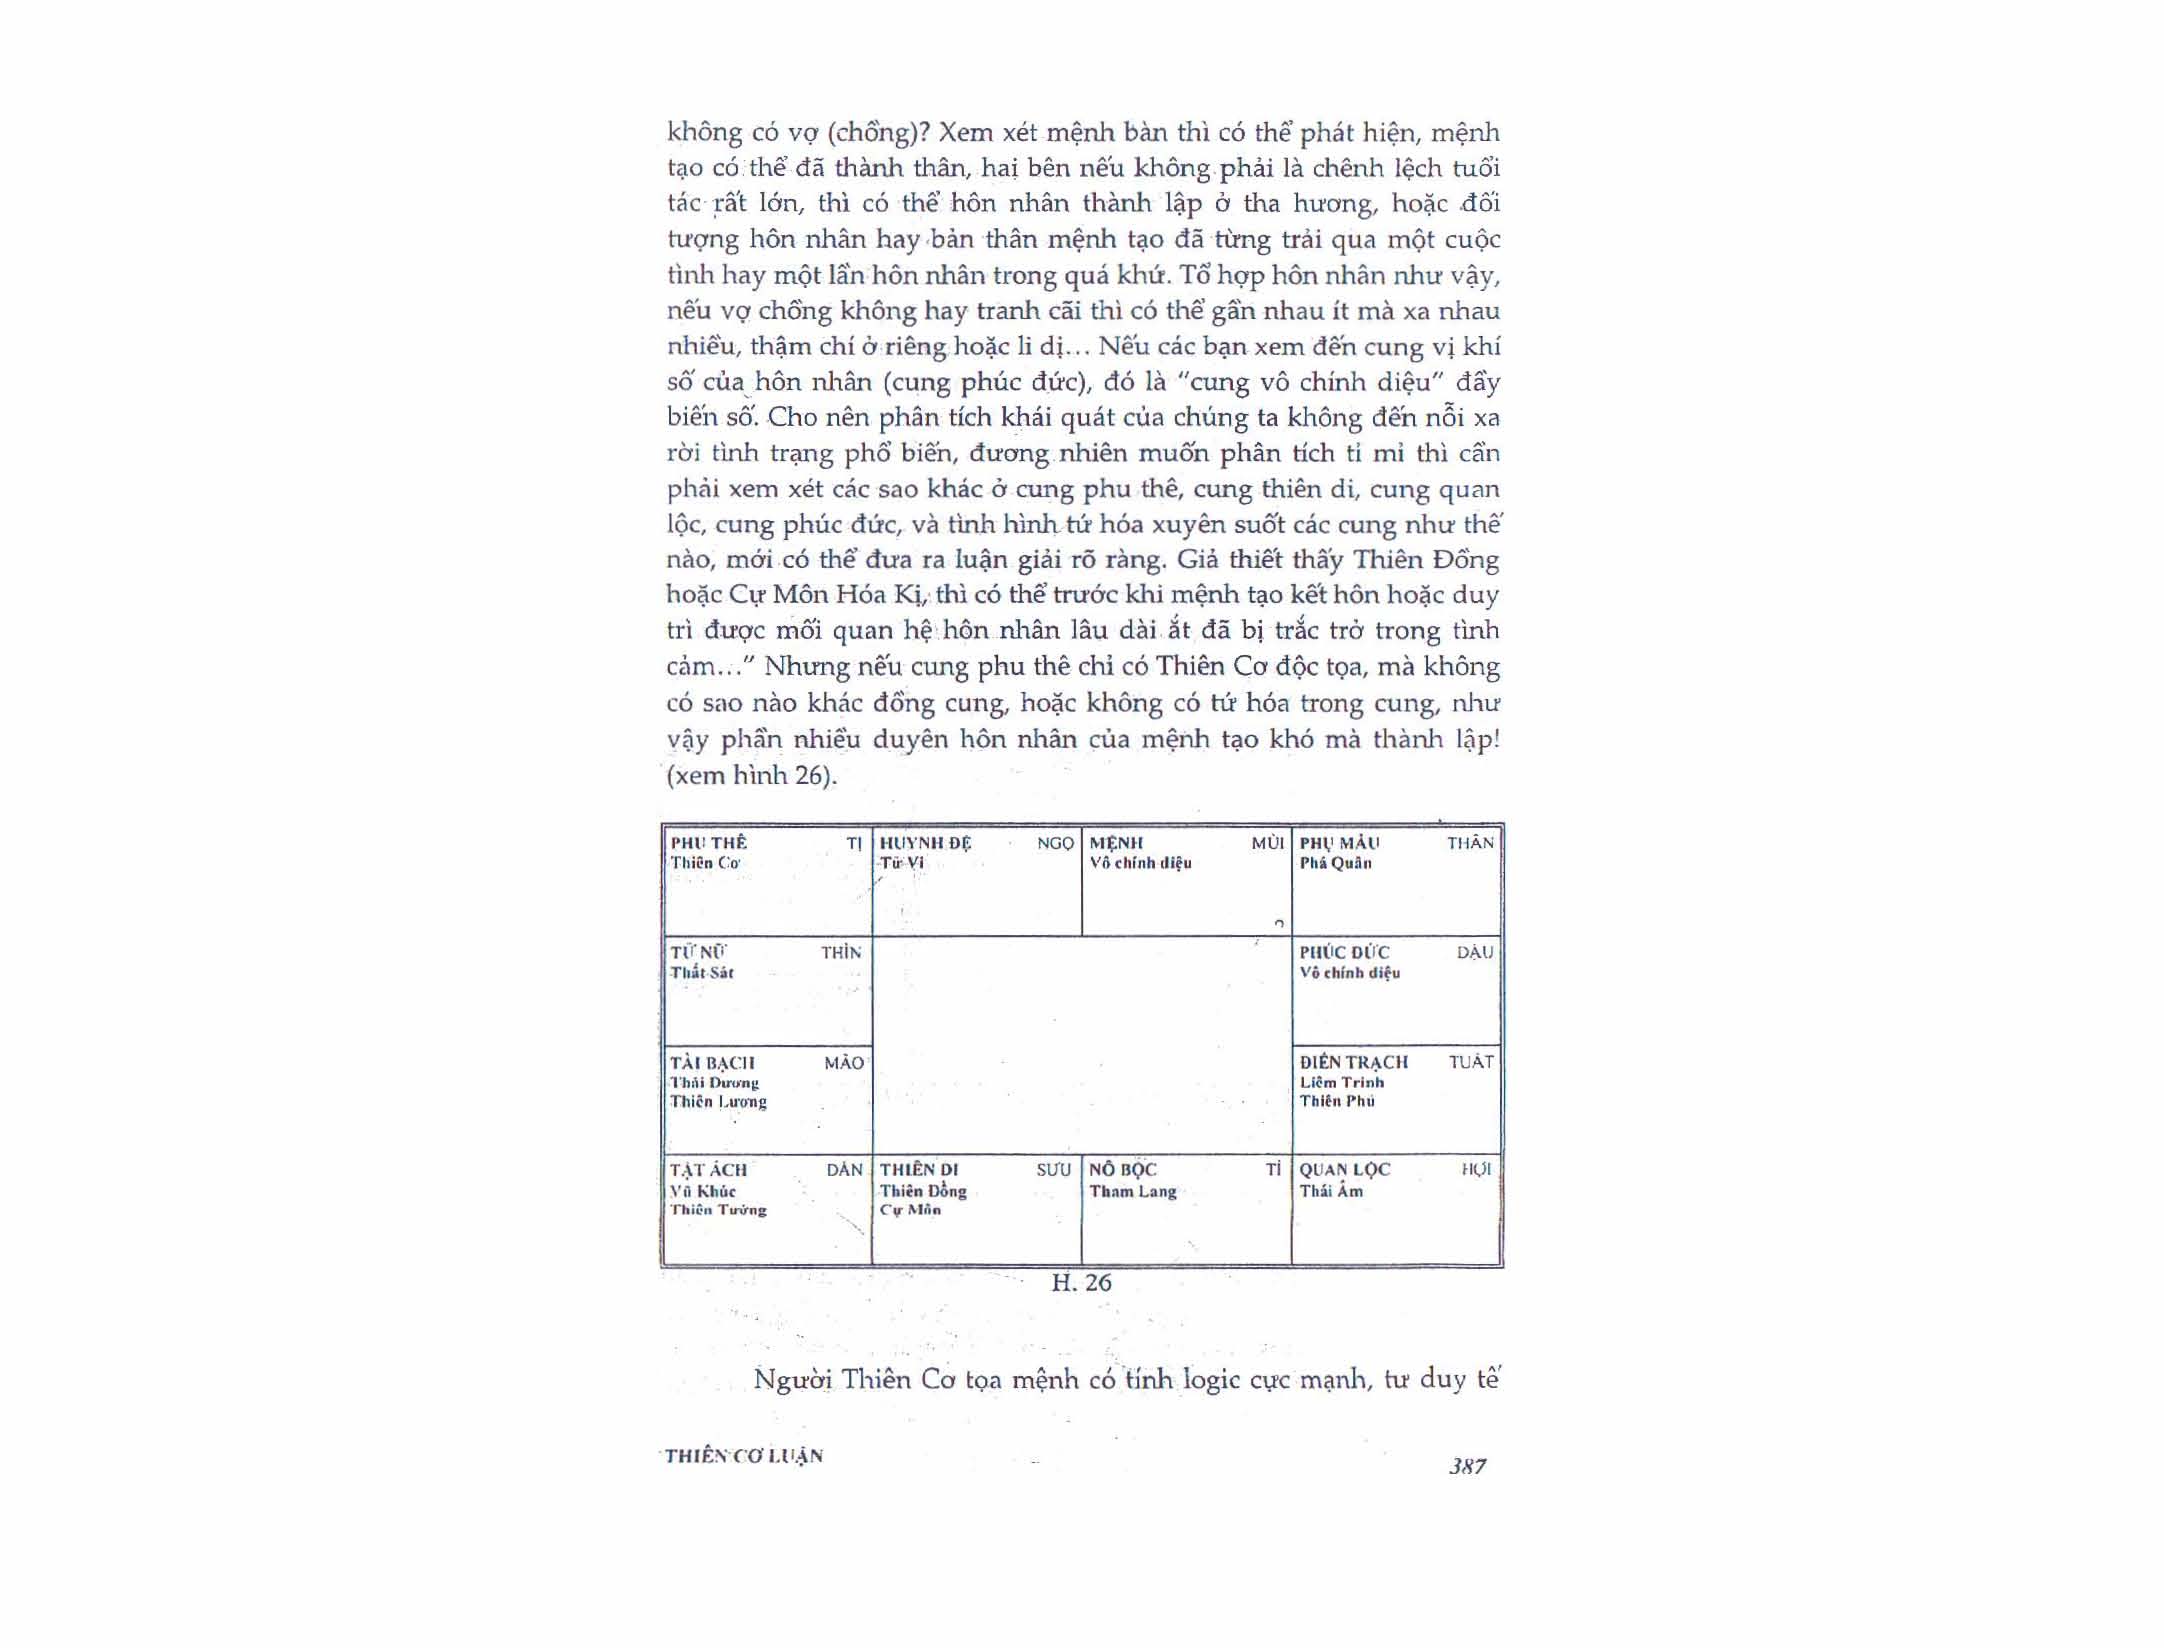 không có vợ (chồng)? Xem xét mệnh bàn thì có thể phát hiện, mệnh
tạo có thể đã thành thân, hai bên nếu không phải là chênh lệch tuổi
tác rất lớn, thì có thể hôn nhân thành lập ở tha hương, hoặc đối
tượng hôn nhân hay bản thân mệnh tạo đã từng trải qua một cuộc
tình hay một lần hôn nhân trong quá khứ. Tổ hợp hôn nhân như vậy,
nếu vợ chồng không hay tranh cãi thì có thể gần nhau ít mà xa nhau
nhiều, thậm chí ở riêng hoặc li dị... Nếu các bạn xem đến cung vị khí
số của hôn nhân (cung phúc đức), đó là "cung vô chính diệu" đầy
biến số. Cho nên phân tích khái quát của chúng ta không đến nỗi xa
rời tình trạng phổ biến, đương nhiên muốn phân tích tỉ mỉ thì cần
phải xem xét các sao khác ở cung phu thê, cung thiên di, cung quan
lộc, cung phúc đức, và tình hình tứ hóa xuyên suốt các cung như thế
nào, mới có thể đưa ra luận giải rõ ràng. Giả thiết thấy Thiên Đồng
hoặc Cự Môn Hóa Kị, thì có thể trước khi mệnh tạo kết hôn hoặc duy
trì được mối quan hệ hôn nhân lâu dài ắt đã bị trắc trở trong tình
cảm..." Nhưng nếu cung phu thê chỉ có Thiên Cơ độc tọa, mà không
có sao nào khác đồng cung, hoặc không có tứ hóa trong cung, như
vậy phần nhiều duyên hôn nhân của mệnh tạo khó mà thành lập!
(xem hình 26).
PHU THÊ TỊ HUYNH ĐỆ NGỌ MỆNH MÙI PHỤ MẪU THÂN
Thiên Cơ Tử Vi Vô chính diệu Phá Quân
TỬ NỮ THÌN PHÚC ĐỨC DẬU
Thất Sát Vô chính diệu
TÀI BẠCH MÃO ĐIỀN TRẠCH TUẤT
Thái Dương Liêm Trinh
Thiên Lương Thiên Phủ
TẬT ÁCH DẦN THIÊN DI SỬU NÔ BỘC TÍ QUAN LỘC HỢI
Vũ Khúc Thiên Đồng Tham Lang Thái Âm
Thiên Tướng Cự Môn
H. 26
Người Thiên Cơ tọa mệnh có tính logic cực mạnh, tư duy tế
THIÊN CƠ LUẬN 387